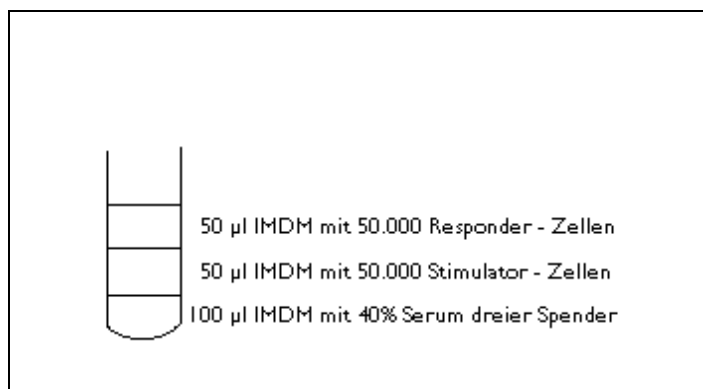 50 µl IMDM mit 50.000 Responder - Zellen
50 µl IMDM mit 50.000 Stimulator - Zellen
100 µl IMDM mit 40% Serum dreier Spender